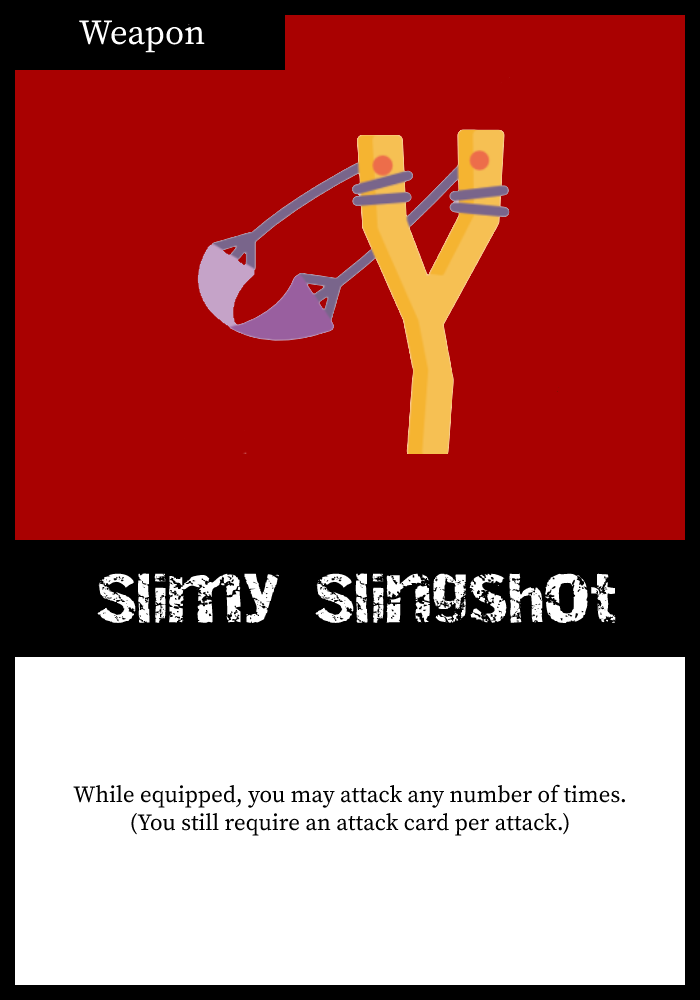 Weapon
Slimy Slingshot
While equipped, you may attack any number of times.
(You still require an attack card per attack.)